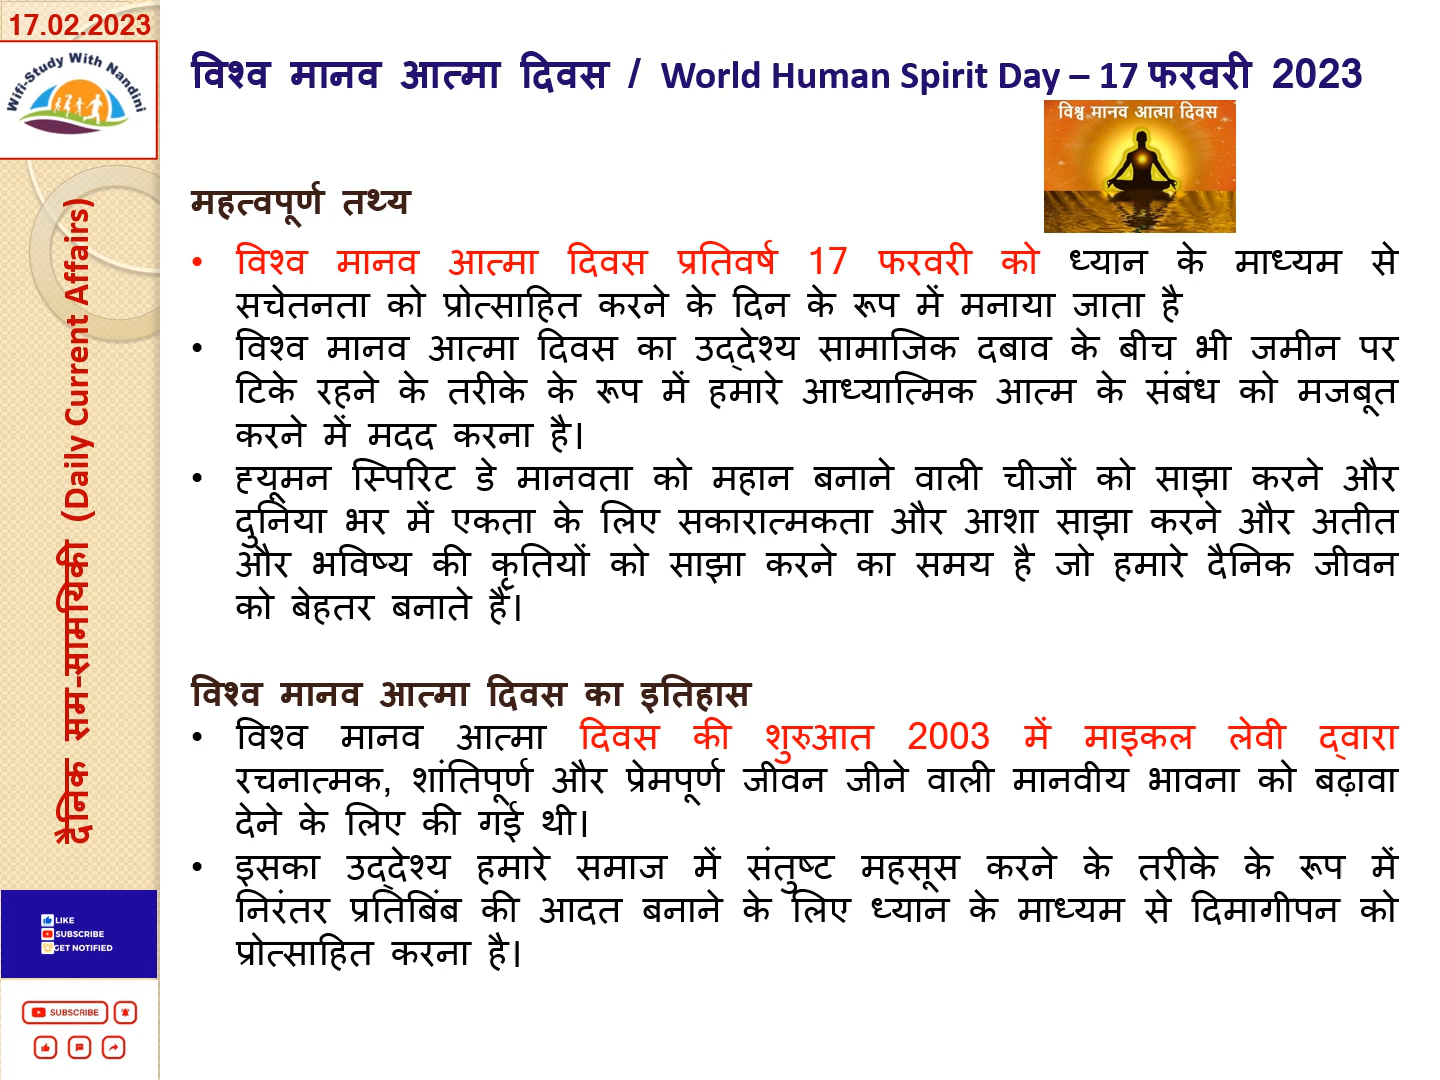 17.02.2023
Wifi-Study With Nandini
दैनिक सम-सामयिकी (Daily Current Affairs)
LIKE
SUBSCRIBE
GET NOTIFIED
SUBSCRIBE
विश्व मानव आत्मा दिवस / World Human Spirit Day – 17 फरवरी 2023
विश्व मानव आत्मा दिवस
महत्वपूर्ण तथ्य
• विश्व मानव आत्मा दिवस प्रतिवर्ष 17 फरवरी को ध्यान के माध्यम से
सचेतनता को प्रोत्साहित करने के दिन के रूप में मनाया जाता है
• विश्व मानव आत्मा दिवस का उद्देश्य सामाजिक दबाव के बीच भी जमीन पर
टिके रहने के तरीके के रूप में हमारे आध्यात्मिक आत्म के संबंध को मजबूत
करने में मदद करना है।
• ह्यूमन स्पिरिट डे मानवता को महान बनाने वाली चीजों को साझा करने और
दुनिया भर में एकता के लिए सकारात्मकता और आशा साझा करने और अतीत
और भविष्य की कृतियों को साझा करने का समय है जो हमारे दैनिक जीवन
को बेहतर बनाते हैं।
विश्व मानव आत्मा दिवस का इतिहास
• विश्व मानव आत्मा दिवस की शुरुआत 2003 में माइकल लेवी द्वारा
रचनात्मक, शांतिपूर्ण और प्रेमपूर्ण जीवन जीने वाली मानवीय भावना को बढ़ावा
देने के लिए की गई थी।
• इसका उद्देश्य हमारे समाज में संतुष्ट महसूस करने के तरीके के रूप में
निरंतर प्रतिबिंब की आदत बनाने के लिए ध्यान के माध्यम से दिमागीपन को
प्रोत्साहित करना है।